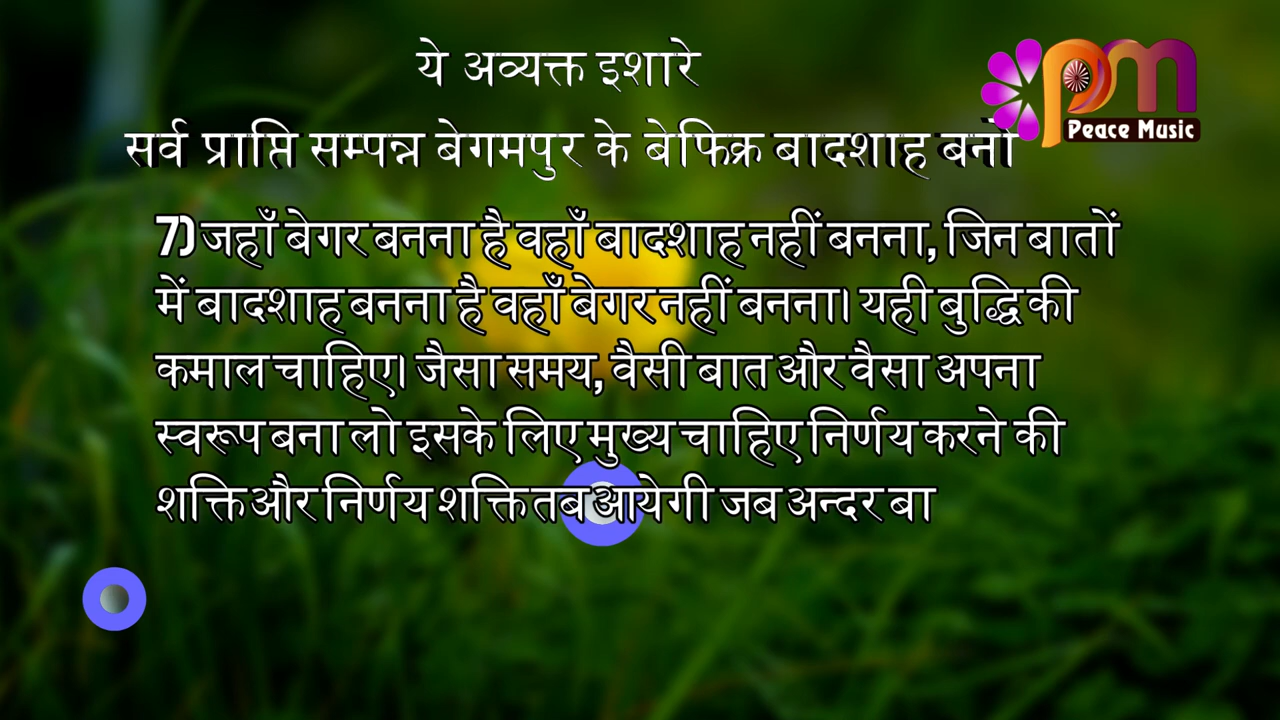 ये अव्यक्त इशारे
सर्व प्राप्ति सम्पन्न बेगमपुर के बेफिक्र बादशाह बनो
pm
Peace Music
7) जहाँ बेगर बनना है वहाँ बादशाह नहीं बनना, जिन बातों
में बादशाह बनना है वहाँ बेगर नहीं बनना। यही बुद्धि की
कमाल चाहिए। जैसा समय, वैसी बात और वैसा अपना
स्वरूप बना लो इसके लिए मुख्य चाहिए निर्णय करने की
शक्ति और निर्णय शक्ति तब आयेगी जब अन्दर बा